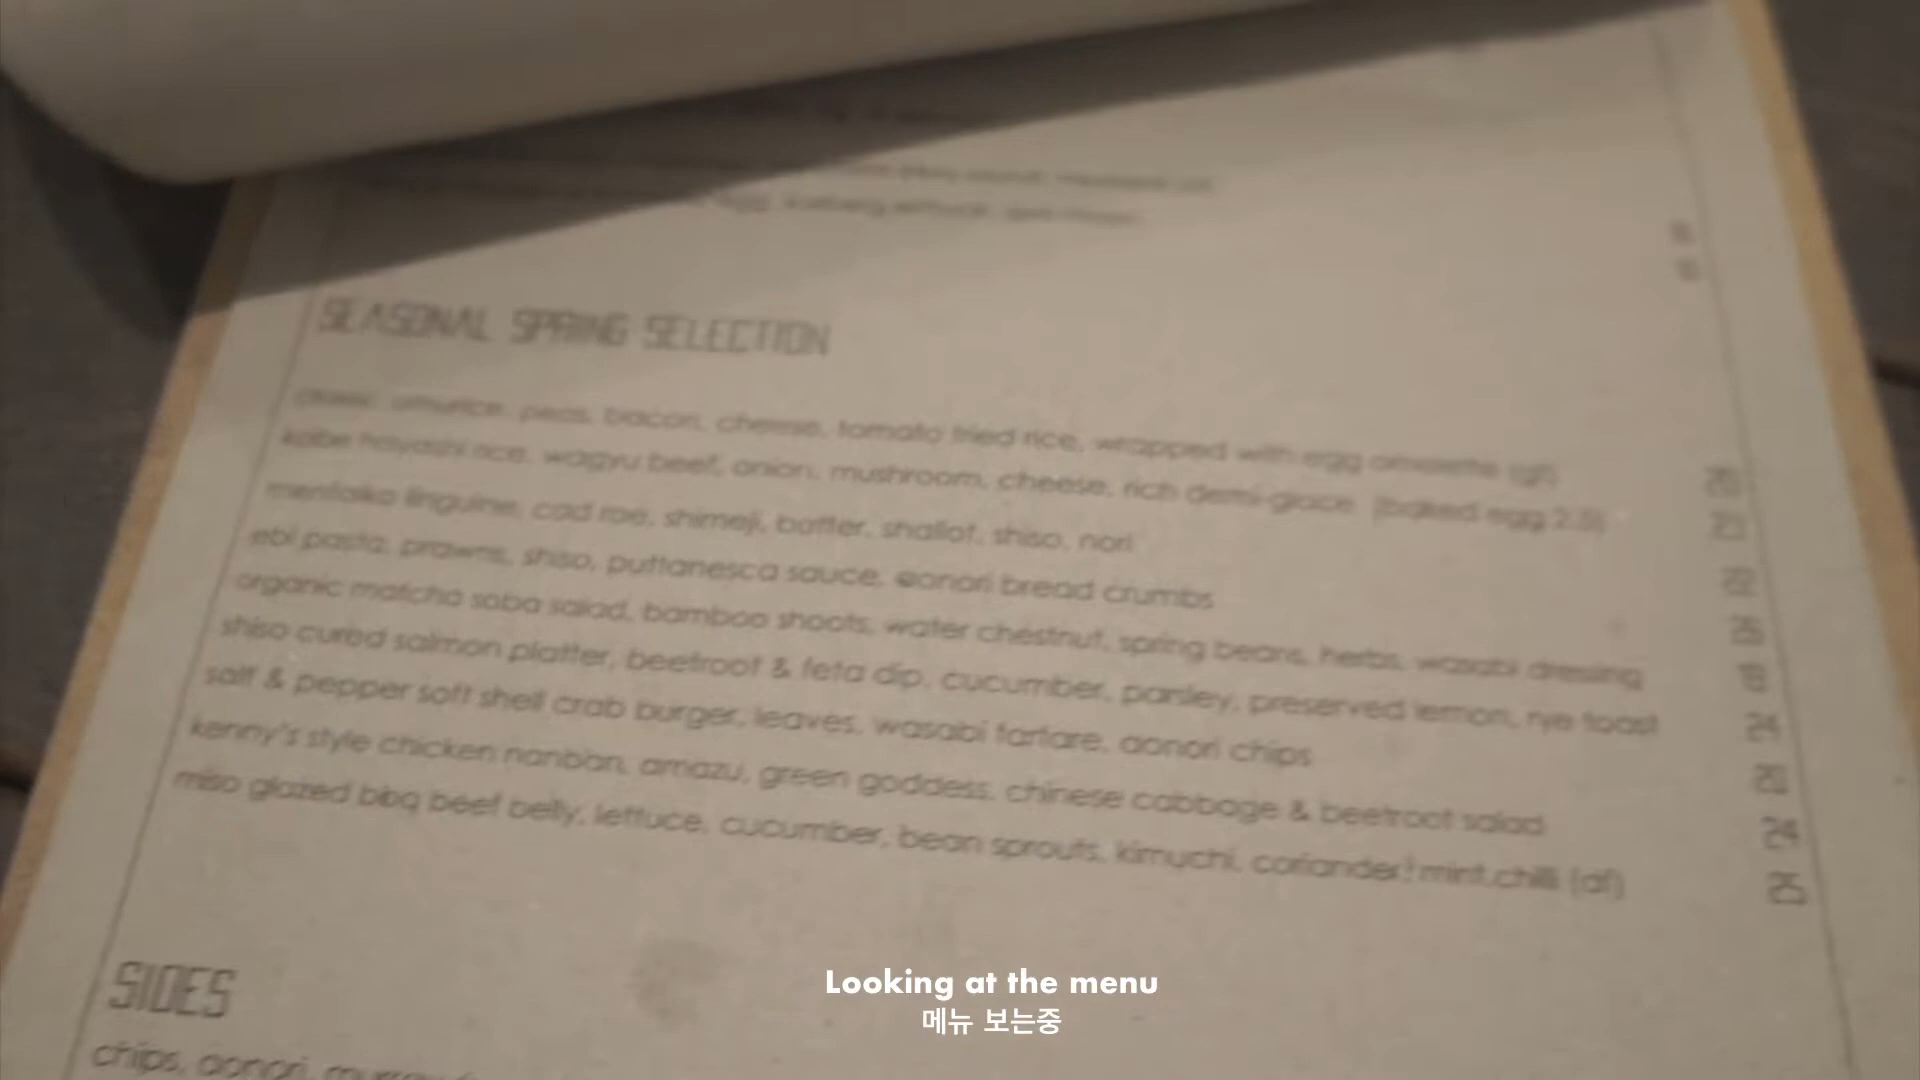 SEASONAL SPRING SELECTION
omurice, peas, bacon, cheese, tomato fried rice, wrapped with egg omelette (gf) 20
kobe hayashi rice, wagyu beef, onion, mushroom, cheese, rich demi-glace (baked egg 2.5) 23
mentaiko linguine, cod roe, shimeji, butter, shallot, shiso, nori 22
ebi pasta, prawns, shiso, puttanesca sauce, aonori bread crumbs
organic matcha soba salad, bamboo shoots, water chestnut, spring beans, herbs, wasabi dressing
shiso cured salmon platter, beetroot & feta dip, cucumber, parsley, preserved lemon, rye toast 24
salt & pepper soft shell crab burger, leaves, wasabi tartare, aonori chips 20
kenny's style chicken nanban, amazu, green goddess, chinese cabbage & beetroot salad 24
miso glazed bbq beef belly, lettuce, cucumber, bean sprouts, kimuchi, coriander, mint, chilli (df) 25
SIDES
chips, aonori,
Looking at the menu
메뉴 보는중